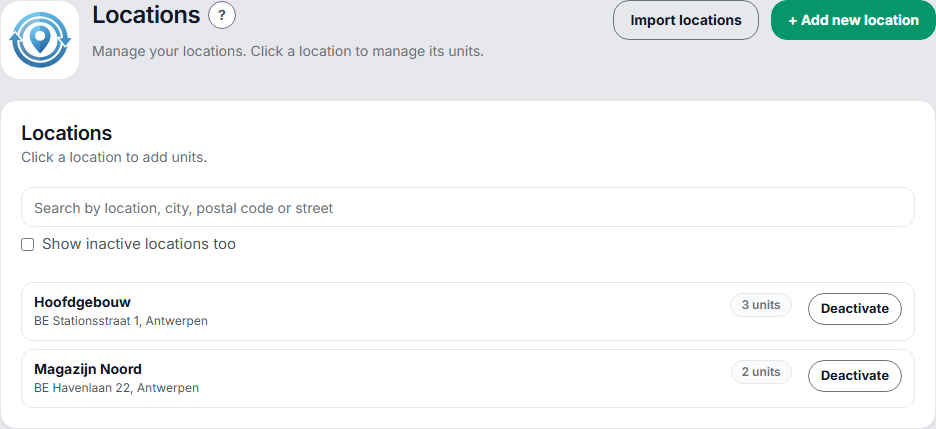 Locations ?
Import locations
+ Add new location
Manage your locations. Click a location to manage its units.
Locations
Click a location to add units.
Search by location, city, postal code or street
Show inactive locations too
Hoofdgebouw
BE Stationsstraat 1, Antwerpen
3 units
Deactivate
Magazijn Noord
BE Havenlaan 22, Antwerpen
2 units
Deactivate